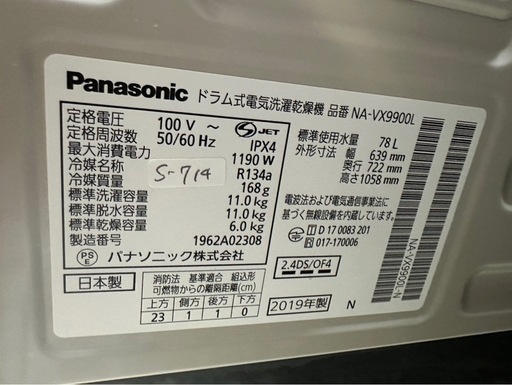 Panasonic ドラム式電気洗濯乾燥機 品番 NA-VX9900L
定格電圧 100 V ～
定格周波数 50/60 Hz
S JET
IPX4
最大消費電力 1190 W
冷媒名称 R134a
冷媒質量 168 g
標準洗濯容量 11.0 kg
標準脱水容量 11.0 kg
標準乾燥容量 6.0 kg
製造番号 1962A02308
S-714
PS E パナソニック株式会社
標準使用水量 78 L
外形寸法 幅 639 mm
奥行 722 mm
高さ 1058 mm
電波法および電気通信事業法に
基づく無線設備を内蔵しています。
T D 17 0083 201
R 017-170006
日本製
消防法 基準適合 組込形
可燃物からの離隔距離(cm)
上方 側方 後方 下方
23 1 1 0
2.4DS/OF4
2019年製
N
NA-VX9900L-N